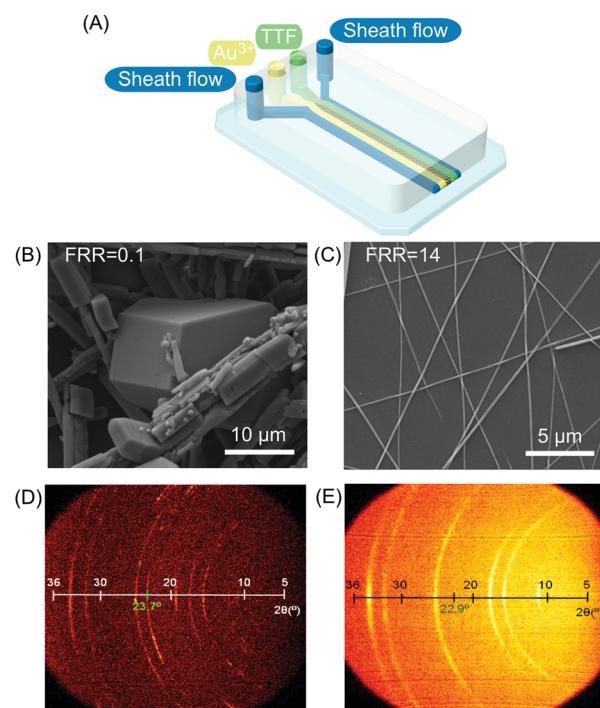 (A)
TTF
Au3+
Sheath flow
Sheath flow
(B)
FRR=0.1
10 μm
(C)
FRR=14
5 μm
(D)
36 30 20 10 5
23,7º
2θ(º)
(E)
36 30 20 10 5
22,9º
2θ(º)